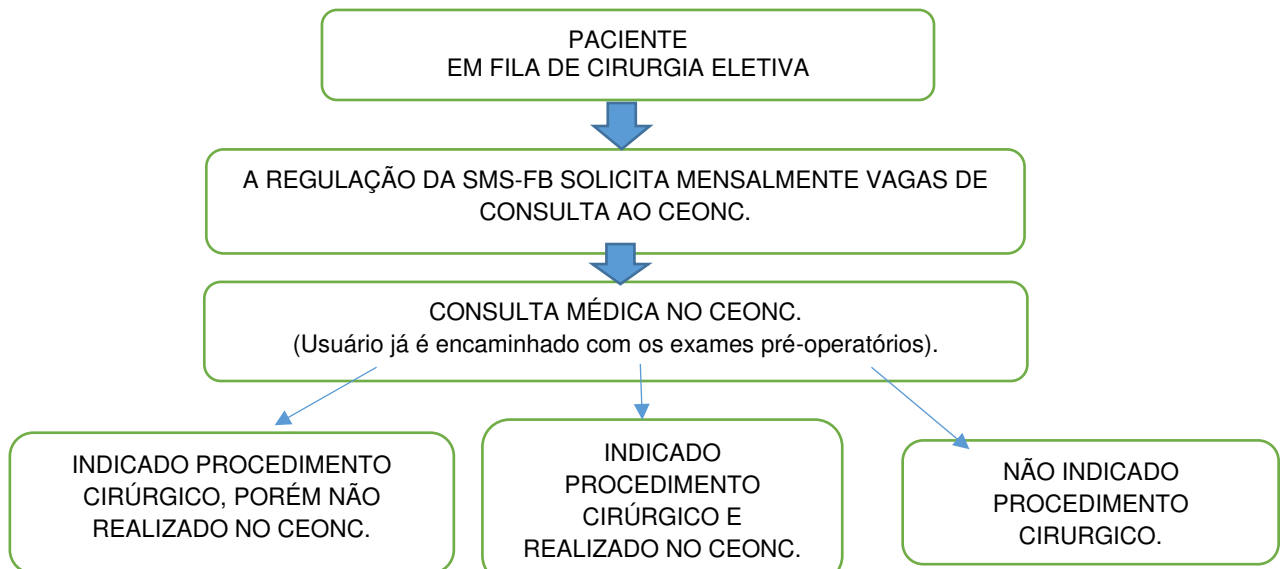 PACIENTE
EM FILA DE CIRURGIA ELETIVA
A REGULAÇÃO DA SMS-FB SOLICITA MENSALMENTE VAGAS DE
CONSULTA AO CEONC.
CONSULTA MÉDICA NO CEONC.
(Usuário já é encaminhado com os exames pré-operatórios).
INDICADO PROCEDIMENTO
CIRÚRGICO, PORÉM NÃO
REALIZADO NO CEONC.
INDICADO
PROCEDIMENTO
CIRÚRGICO E
REALIZADO NO CEONC.
NÃO INDICADO
PROCEDIMENTO
CIRURGICO.